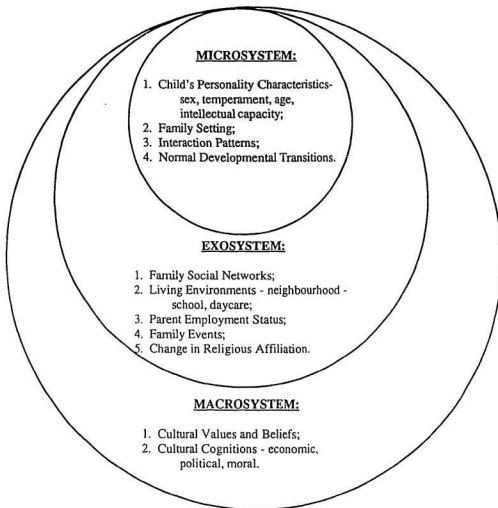 MICROSYSTEM:
1. Child's Personality Characteristics-
sex, temperament, age,
intellectual capacity;
2. Family Setting;
3. Interaction Patterns;
4. Normal Developmental Transitions.
EXOSYSTEM:
1. Family Social Networks;
2. Living Environments - neighbourhood -
school, daycare;
3. Parent Employment Status;
4. Family Events;
5. Change in Religious Affiliation.
MACROSYSTEM:
1. Cultural Values and Beliefs;
2. Cultural Cognitions - economic,
political, moral.